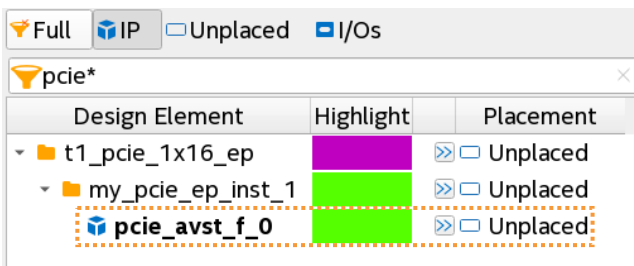 Full IP Unplaced I/Os
pcie*
Design Element Highlight Placement
t1_pcie_1x16_ep Unplaced
my_pcie_ep_inst_1 Unplaced
pcie_avst_f_0 Unplaced